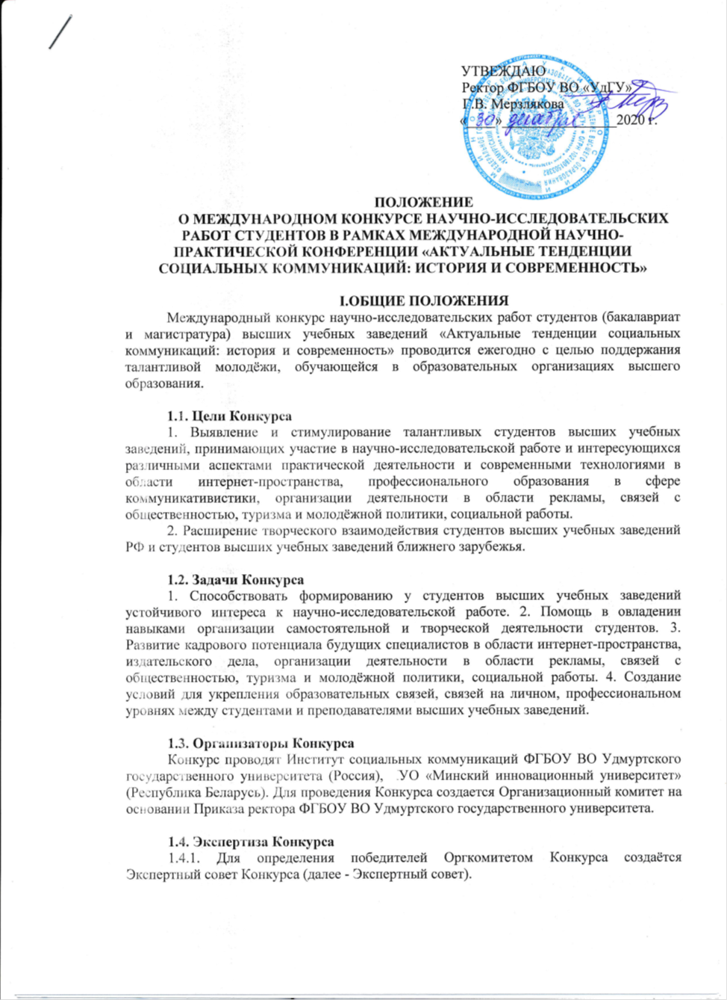 УТВЕЖДАЮ
Ректор ФГБОУ ВО «УдГУ»
Г.В. Мерзлякова
«30» декабря 2020 г.
ПОЛОЖЕНИЕ
О МЕЖДУНАРОДНОМ КОНКУРСЕ НАУЧНО-ИССЛЕДОВАТЕЛЬСКИХ
РАБОТ СТУДЕНТОВ В РАМКАХ МЕЖДУНАРОДНОЙ НАУЧНО-
ПРАКТИЧЕСКОЙ КОНФЕРЕНЦИИ «АКТУАЛЬНЫЕ ТЕНДЕНЦИИ
СОЦИАЛЬНЫХ КОММУНИКАЦИЙ: ИСТОРИЯ И СОВРЕМЕННОСТЬ»
I.ОБЩИЕ ПОЛОЖЕНИЯ
Международный конкурс научно-исследовательских работ студентов (бакалавриат
и магистратура) высших учебных заведений «Актуальные тенденции социальных
коммуникаций: история и современность» проводится ежегодно с целью поддержания
талантливой молодёжи, обучающейся в образовательных организациях высшего
образования.
1.1. Цели Конкурса
1. Выявление и стимулирование талантливых студентов высших учебных
заведений, принимающих участие в научно-исследовательской работе и интересующихся
различными аспектами практической деятельности и современными технологиями в
области интернет-пространства, профессионального образования в сфере
коммуникативистики, организации деятельности в области рекламы, связей с
общественностью, туризма и молодёжной политики, социальной работы.
2. Расширение творческого взаимодействия студентов высших учебных заведений
РФ и студентов высших учебных заведений ближнего зарубежья.
1.2. Задачи Конкурса
1. Способствовать формированию у студентов высших учебных заведений
устойчивого интереса к научно-исследовательской работе. 2. Помощь в овладении
навыками организации самостоятельной и творческой деятельности студентов. 3.
Развитие кадрового потенциала будущих специалистов в области интернет-пространства,
издательского дела, организации деятельности в области рекламы, связей с
общественностью, туризма и молодёжной политики, социальной работы. 4. Создание
условий для укрепления образовательных связей, связей на личном, профессиональном
уровнях между студентами и преподавателями высших учебных заведений.
1.3. Организаторы Конкурса
Конкурс проводят Институт социальных коммуникаций ФГБОУ ВО Удмуртского
государственного университета (Россия), УО «Минский инновационный университет»
(Республика Беларусь). Для проведения Конкурса создается Организационный комитет на
основании Приказа ректора ФГБОУ ВО Удмуртского государственного университета.
1.4. Экспертиза Конкурса
1.4.1. Для определения победителей Оргкомитетом Конкурса создаётся
Экспертный совет Конкурса (далее - Экспертный совет).